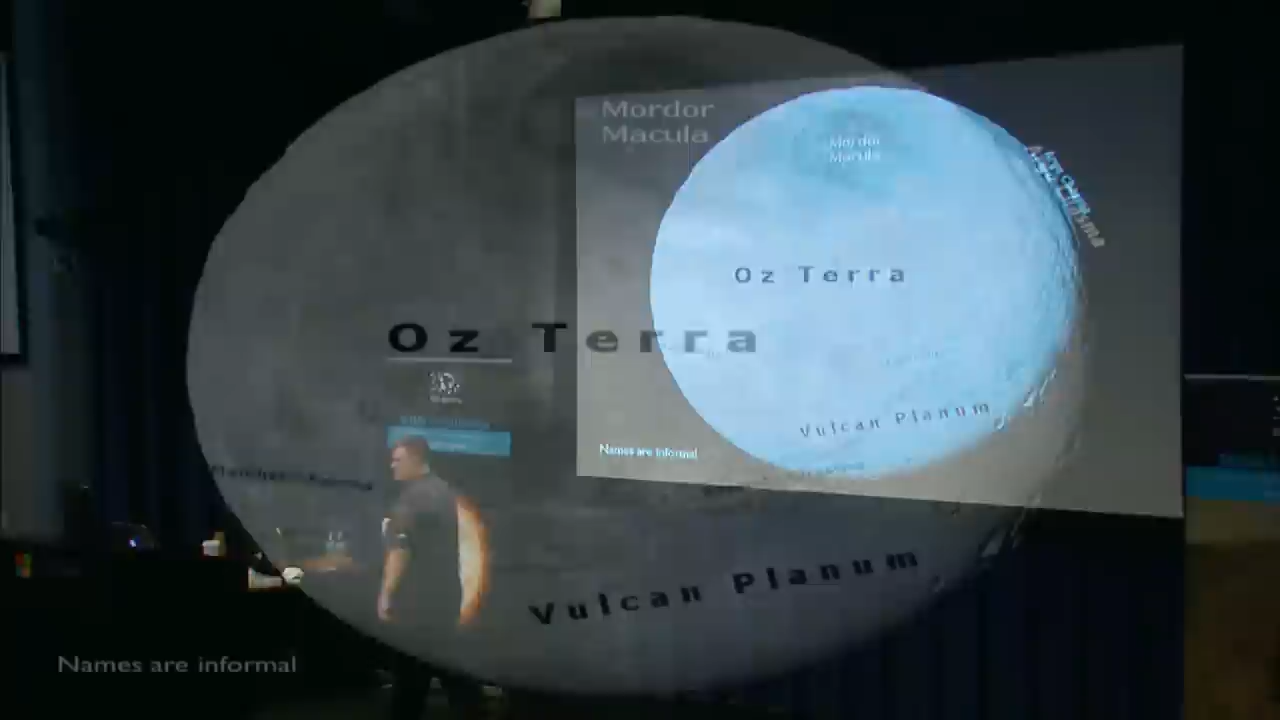 Mordor
Macula
Mordor
Macula
Oz Terra
Oz Terra
Vulcan Planum
Names are informal
Vulcan Planum
Names are informal